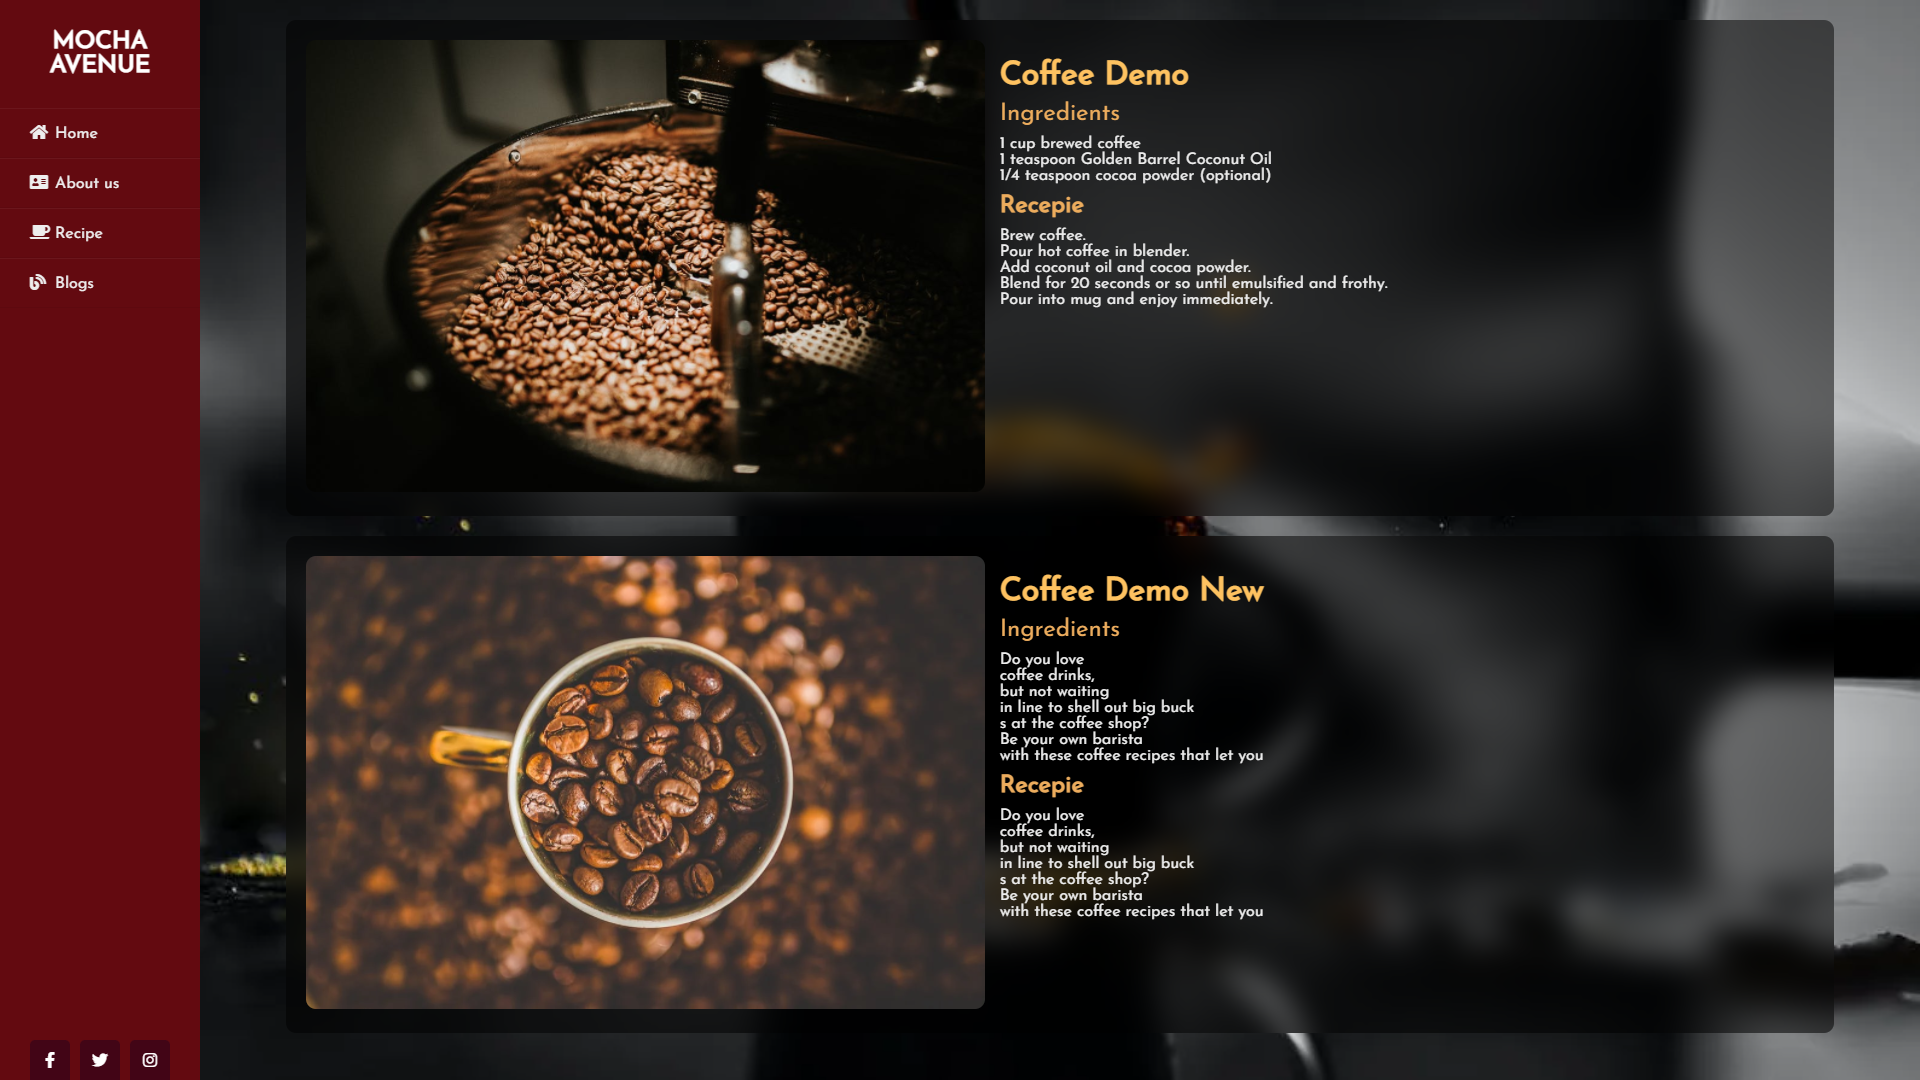 MOCHA
AVENUE
Home
About us
Recipe
Blogs
Coffee Demo
Ingredients
1 cup brewed coffee
1 teaspoon Golden Barrel Coconut Oil
1/4 teaspoon cocoa powder (optional)
Recepie
Brew coffee.
Pour hot coffee in blender.
Add coconut oil and cocoa powder.
Blend for 20 seconds or so until emulsified and frothy.
Pour into mug and enjoy immediately.
Coffee Demo New
Ingredients
Do you love
coffee drinks,
but not waiting
in line to shell out big buck
s at the coffee shop?
Be your own barista
with these coffee recipes that let you
Recepie
Do you love
coffee drinks,
but not waiting
in line to shell out big buck
s at the coffee shop?
Be your own barista
with these coffee recipes that let you